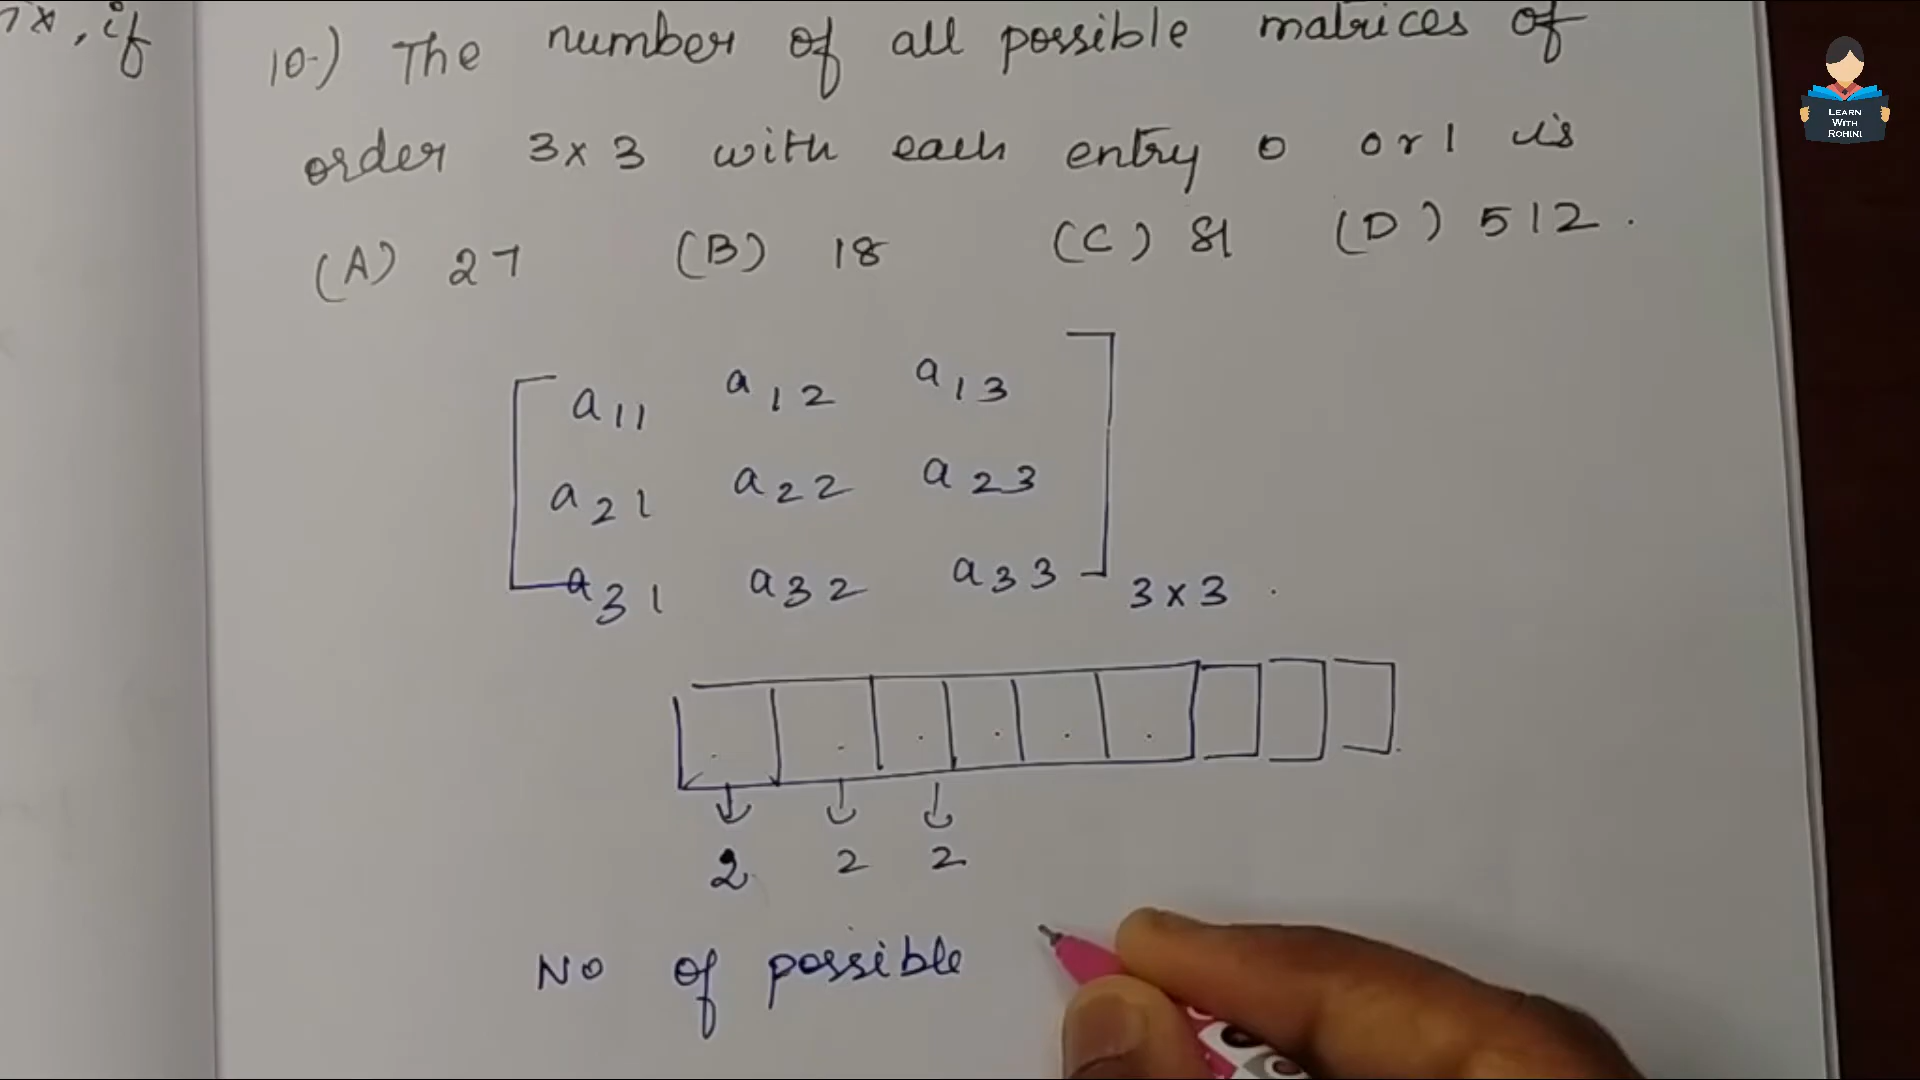 7x, if
10.) The number of all possible matrices of
order 3x3 with each entry 0 or 1 is
(A) 27 (B) 18 (C) 81 (D) 512.
a11 a12 a13
a21 a22 a23
a31 a32 a33 3x3.
2 2 2
No of possible
LEARN
WITH
ROHINI